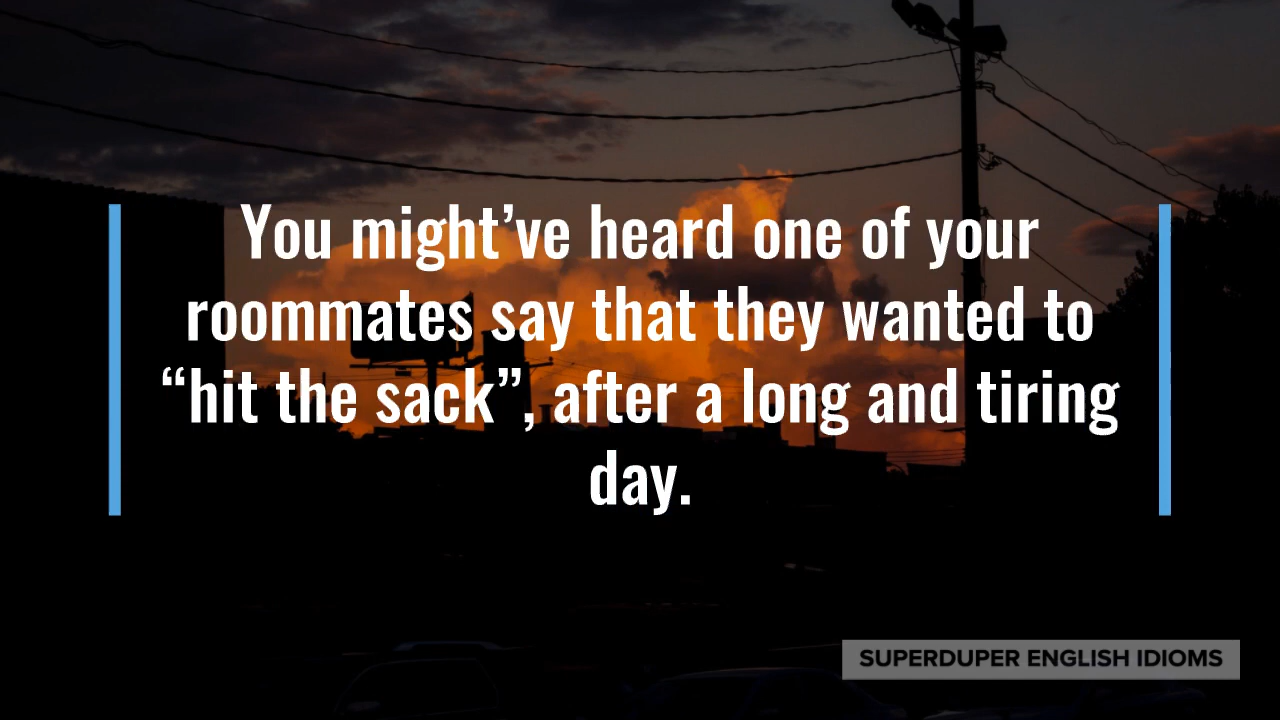 You might’ve heard one of your
roommates say that they wanted to
“hit the sack”, after a long and tiring
day.
SUPERDUPER ENGLISH IDIOMS